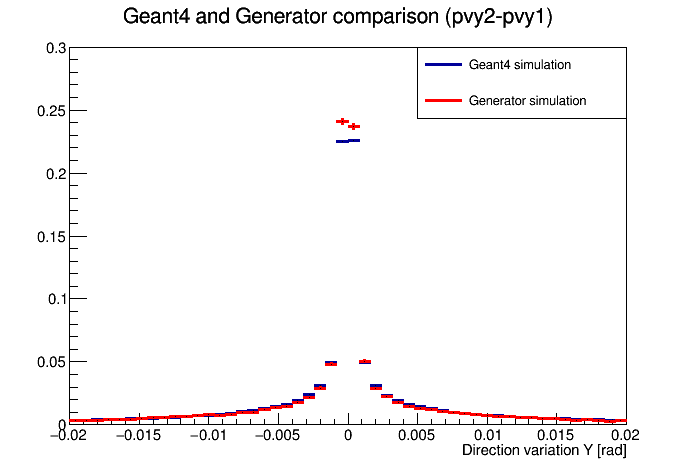 Geant4 and Generator comparison (pvy2-pvy1)
0.3
Geant4 simulation
Generator simulation
0.25
0.2
0.15
0.1
0.05
0
−0.02 −0.015 −0.01 −0.005 0 0.005 0.01 0.015 0.02
Direction variation Y [rad]